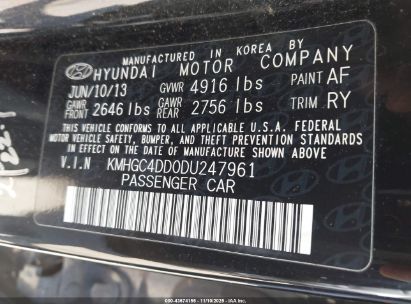 MANUFACTURED IN KOREA BY
HYUNDAI MOTOR COMPANY
JUN/10/13 GVWR 4916 lbs PAINT AF
GAWR FRONT 2646 lbs GAWR REAR 2756 lbs TRIM RY
THIS VEHICLE CONFORMS TO ALL APPLICABLE U.S.A. FEDERAL
MOTOR VEHICLE SAFETY, BUMPER, AND THEFT PREVENTION STANDARDS
IN EFFECT ON THE DATE OF MANUFACTURE SHOWN ABOVE.
V.I.N KMHGC4DD0DU247961
PASSENGER CAR